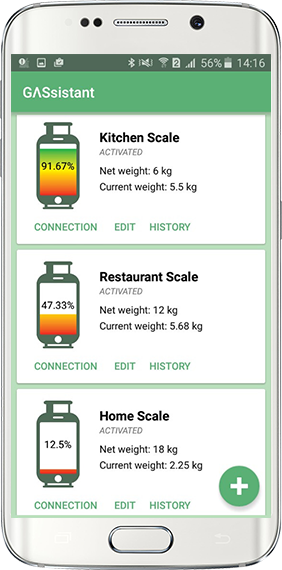 56% 14:16
GΛSsistant
91.67%
Kitchen Scale
ACTIVATED
Net weight: 6 kg
Current weight: 5.5 kg
CONNECTION EDIT HISTORY
47.33%
Restaurant Scale
ACTIVATED
Net weight: 12 kg
Current weight: 5.68 kg
CONNECTION EDIT HISTORY
12.5%
Home Scale
ACTIVATED
Net weight: 18 kg
Current weight: 2.25 kg
CONNECTION EDIT HISTORY